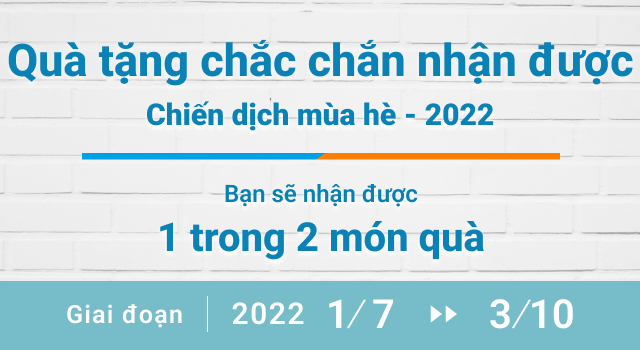 Quà tặng chắc chắn nhận được
Chiến dịch mùa hè - 2022
Bạn sẽ nhận được
1 trong 2 món quà
Giai đoạn 2022 1/7 3/10